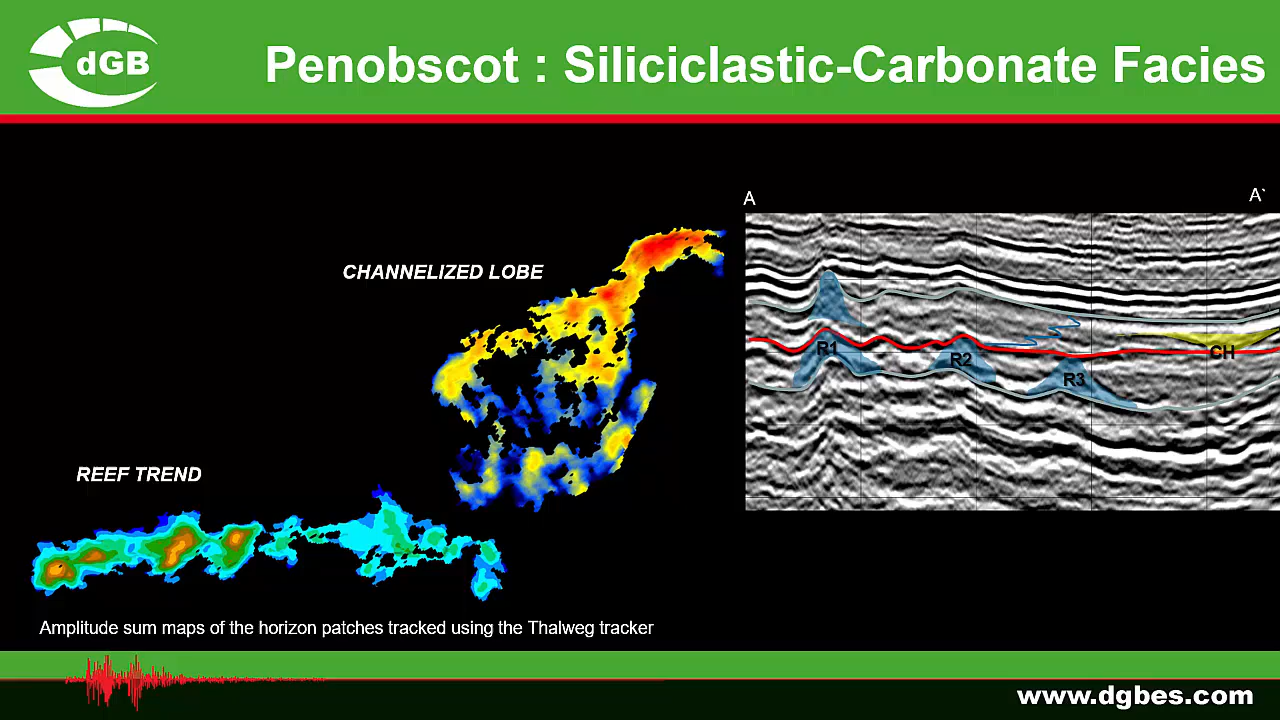 dGB
Penobscot : Siliciclastic-Carbonate Facies
A
A`
CHANNELIZED LOBE
R1
R2
R3
CH
REEF TREND
Amplitude sum maps of the horizon patches tracked using the Thalweg tracker
www.dgbes.com